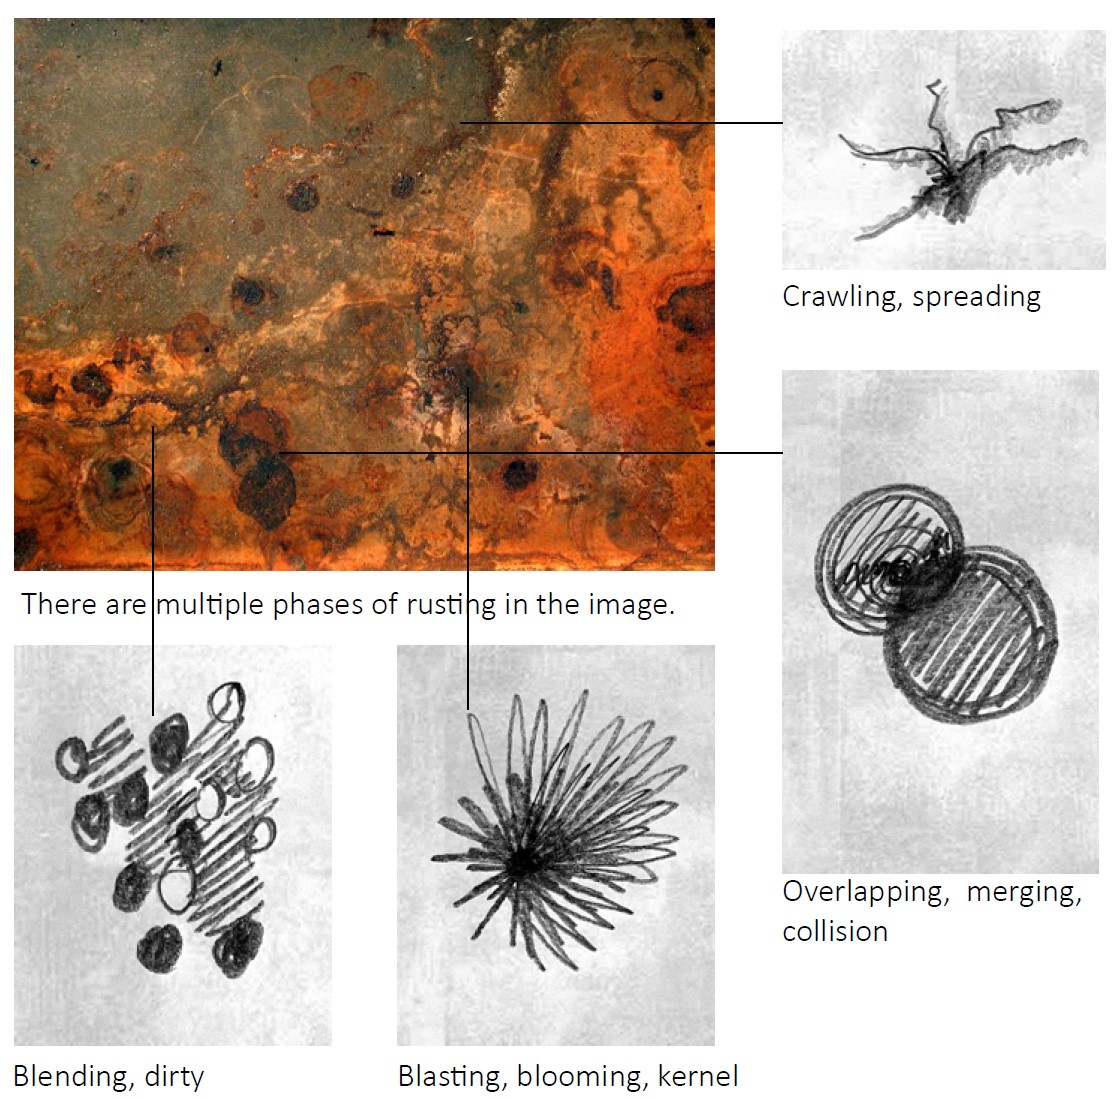 Crawling, spreading
There are multiple phases of rusting in the image.
Overlapping,  merging,
collision
Blending, dirty
Blasting, blooming, kernel